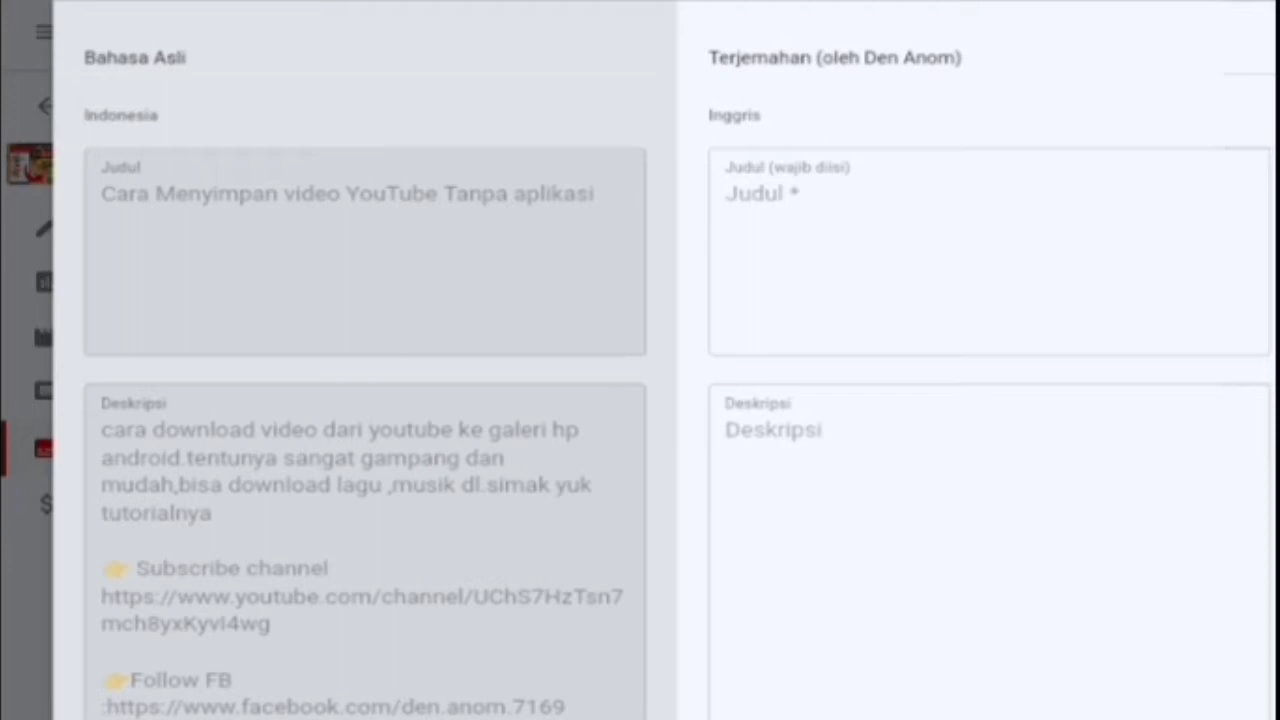 Bahasa Asli
Indonesia
Judul
Cara Menyimpan video YouTube Tanpa aplikasi
Deskripsi
cara download video dari youtube ke galeri hp
android.tentunya sangat gampang dan
mudah,bisa download lagu ,musik dl.simak yuk
tutorialnya
👉 Subscribe channel
https://www.youtube.com/channel/UChS7HzTsn7
mch8yxKyvI4wg
👉Follow FB
:https://www.facebook.com/den.anom.7169
Terjemahan (oleh Den Anom)
Inggris
Judul (wajib diisi)
Judul *
Deskripsi
Deskripsi